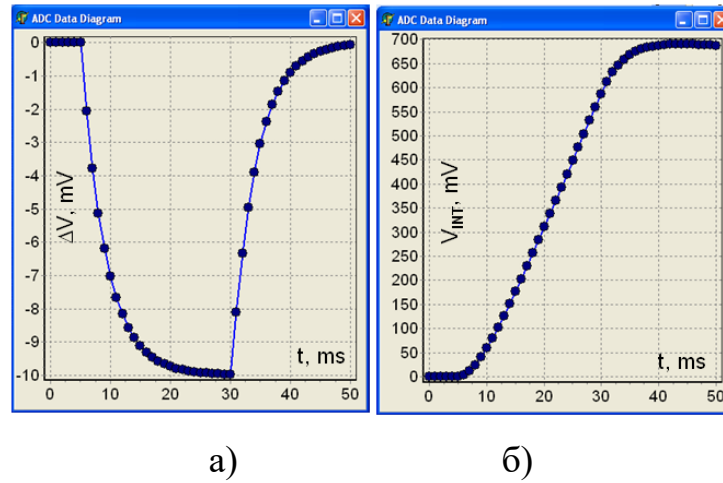 ADC Data Diagram
0
-1
-2
-3
-4
-5
-6
-7
-8
-9
-10
ΔV, mV
t, ms
0 10 20 30 40 50
ADC Data Diagram
700
650
600
550
500
450
400
350
300
250
200
150
100
50
0
V_INT, mV
t, ms
0 10 20 30 40 50
а) б)